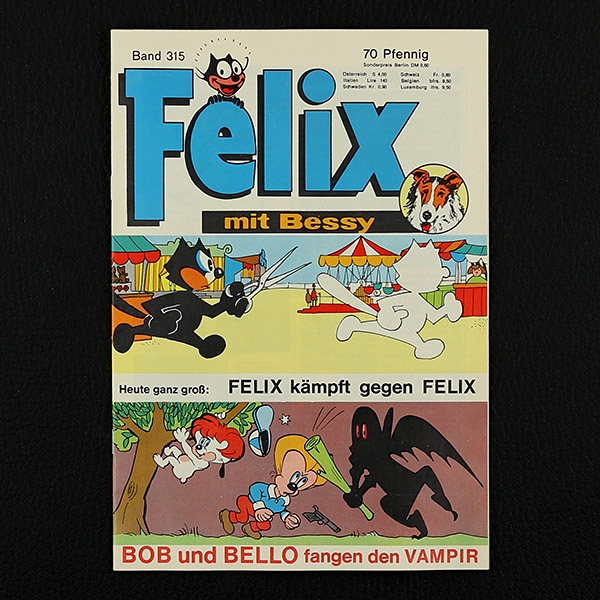 Band 315
70 Pfennig
Sonderpreis Berlin DM 0,60
Österreich S 4,00 Schweiz Fr. 0,80
Italien Lire 140 Belgien bfrs. 9,50
Schweden Kr. 0,90 Luxemburg lfrs. 9,50
Felix
mit Bessy
Heute ganz groß: FELIX kämpft gegen FELIX
BOB und BELLO fangen den VAMPIR